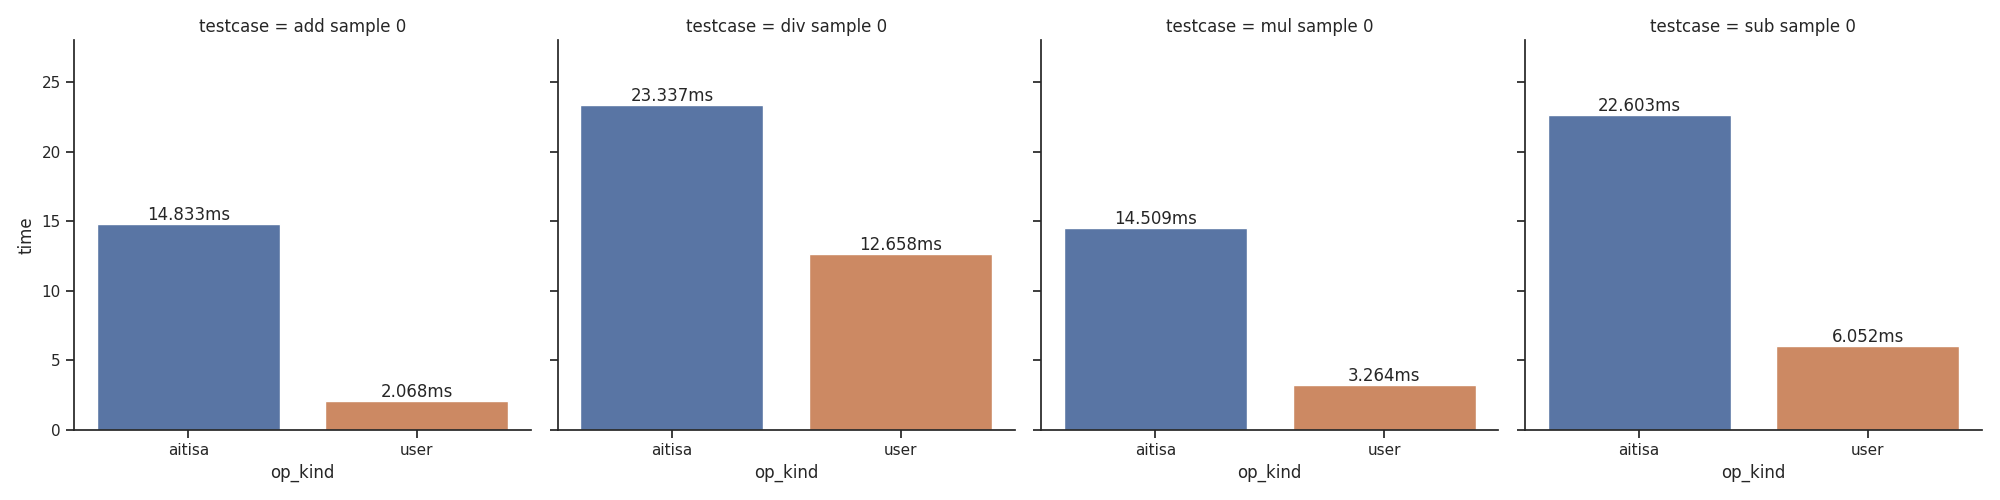 testcase = add sample 0
testcase = div sample 0
testcase = mul sample 0
testcase = sub sample 0
time
25
20
15
10
5
0
14.833ms
2.068ms
23.337ms
12.658ms
14.509ms
3.264ms
22.603ms
6.052ms
aitisa
user
aitisa
user
aitisa
user
aitisa
user
op_kind
op_kind
op_kind
op_kind